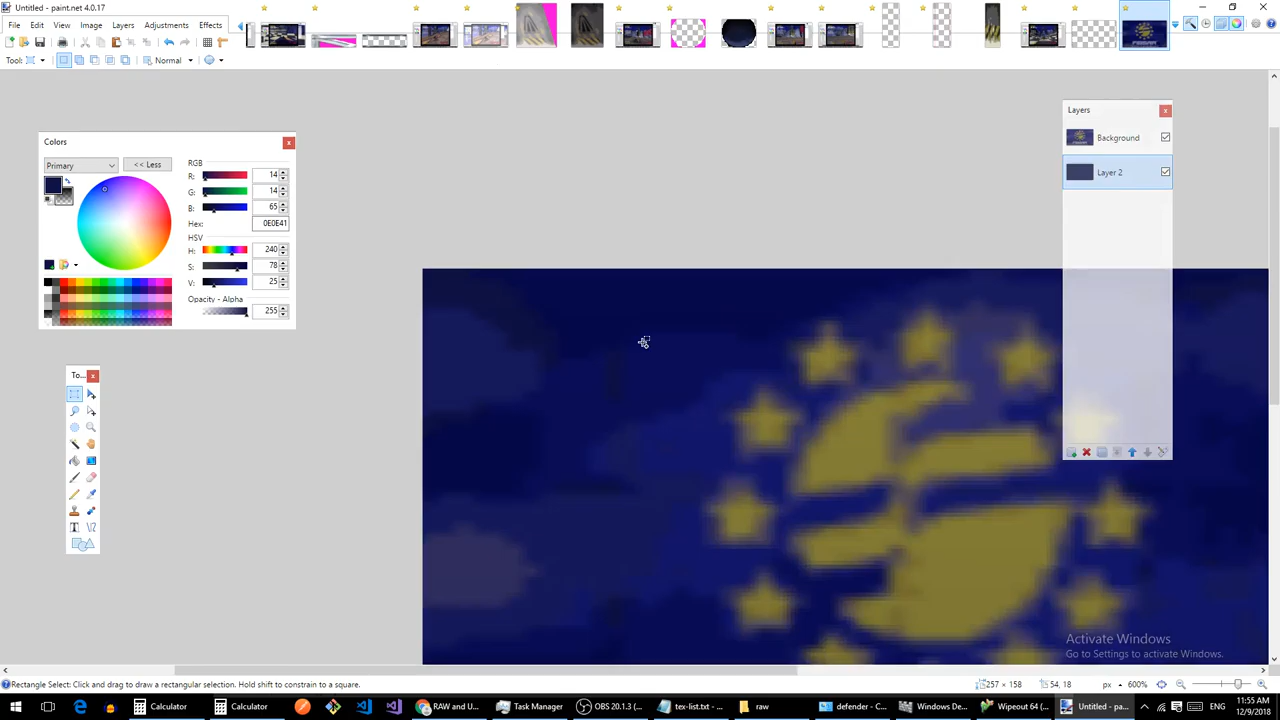 Untitled - paint.net 4.0.17
File Edit View Image Layers Adjustments Effects
Tool: Normal
Colors
Primary << Less
RGB
R: 14
G: 14
B: 65
Hex: 0E0E41
HSV
H: 240
S: 78
V: 25
Opacity - Alpha
255
To...
Layers
Background
Layer 2
Activate Windows
Go to Settings to activate Windows.
Rectangle Select: Click and drag to draw a rectangular selection. Hold shift to constrain to a square.
257 × 158 54, 18 px 600%
Calculator
Calculator
RAW and U...
Task Manager
OBS 20.1.3 (...
tex-list.txt - ...
raw
defender - C...
Windows De...
Wipeout 64 (...
Untitled - pa...
11:55 AM
12/9/2018